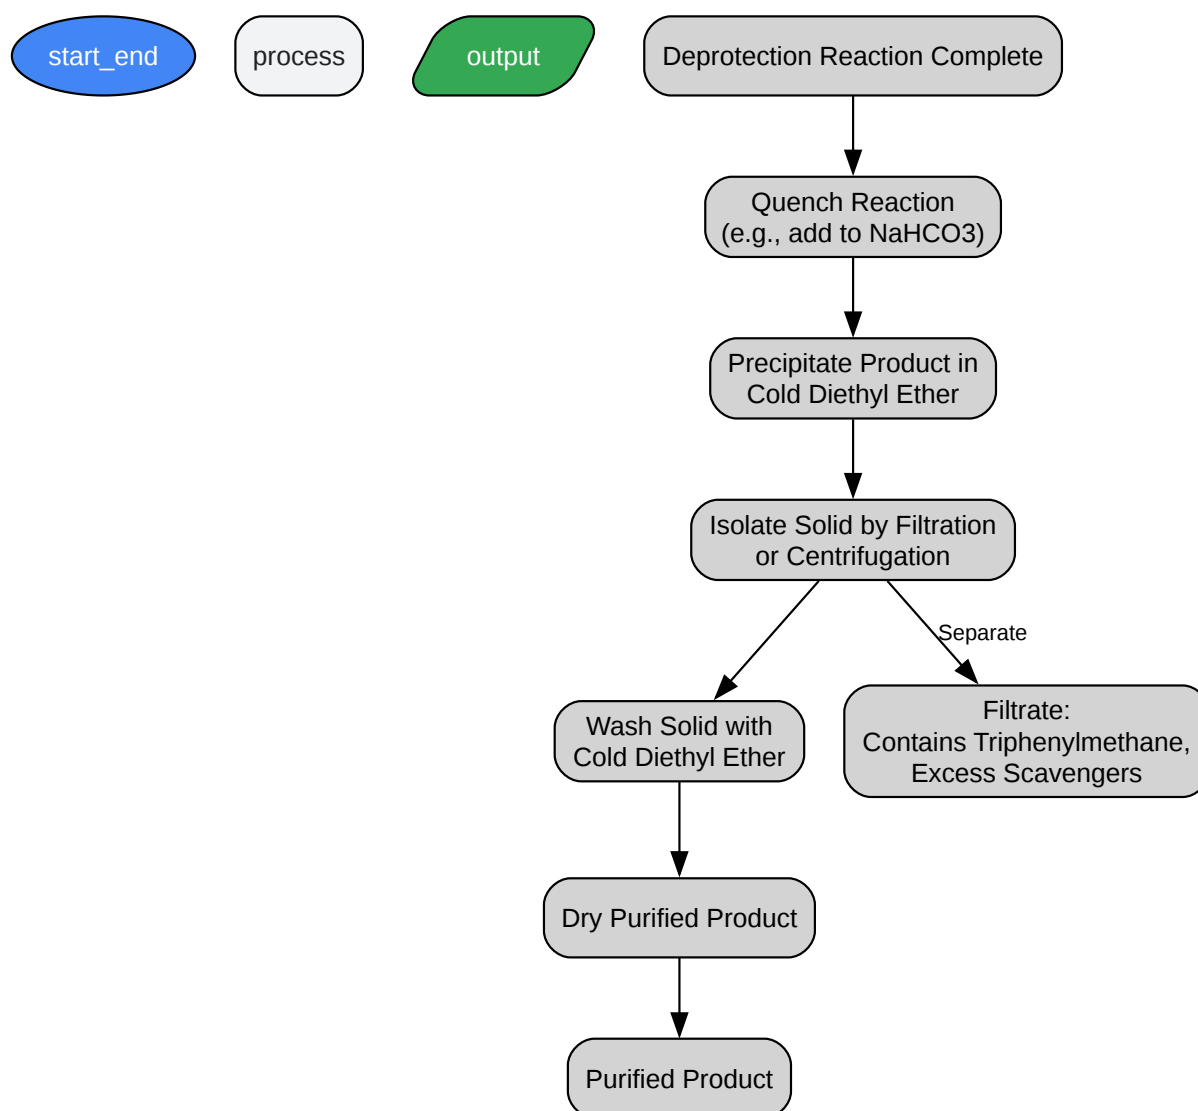 start_end
process
output
Deprotection Reaction Complete
Quench Reaction
(e.g., add to NaHCO3)
Precipitate Product in
Cold Diethyl Ether
Isolate Solid by Filtration
or Centrifugation
Separate
Wash Solid with
Cold Diethyl Ether
Filtrate:
Contains Triphenylmethane,
Excess Scavengers
Dry Purified Product
Purified Product